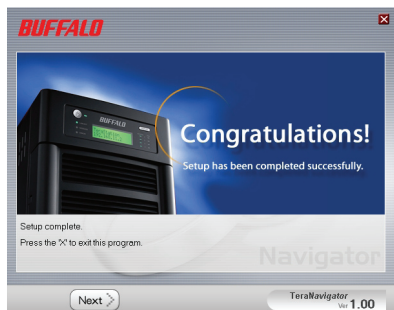 BUFFALO
BUFFALO
Congratulations!
Setup has been completed successfully.
Setup complete.
Press the "X" to exit this program.
Navigator
Next
TeraNavigator
Ver 1.00